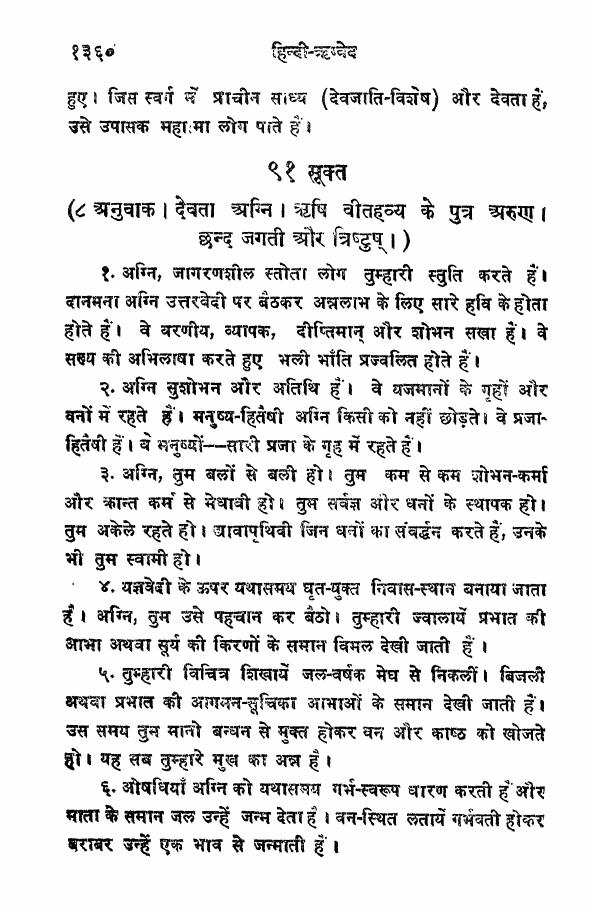 १३६० हिन्दी-ऋग्वेद
हुए। जिस स्वर्ग में प्राचीन साध्य (देवजाति-विशेष) और देवता हैं,
उसे उपासक महात्मा लोग पाते हैं।
९१ सूक्त
(८ अनुवाक। देवता अग्नि। ऋषि वीतहव्य के पुत्र अरुण।
छन्द जगती और त्रिष्टुप्।)
१. अग्नि, जागरणशील स्तोता लोग तुम्हारी स्तुति करते हैं।
दानमना अग्नि उत्तरवेदी पर बैठकर अन्नलाभ के लिए सारे हवि के होता
होते हैं। वे वरणीय, व्यापक, दीप्तिमान् और शोभन सखा हैं। वे
सख्य की अभिलाषा करते हुए भली भाँति प्रज्वलित होते हैं।
२. अग्नि सुशोभन और अतिथि हैं। वे यजमानों के गृहों और
वनों में रहते हैं। मनुष्य-हितैषी अग्नि किसी को नहीं छोड़ते। वे प्रजा-
हितैषी हैं। वे मनुष्यों--सारी प्रजा के गृह में रहते हैं।
३. अग्नि, तुम बलों से बली हो। तुम कम से कम शोभन-कर्मा
और क्रान्त कर्म से मेधावी हो। तुम सर्वज्ञ और धनों के स्थापक हो।
तुम अकेले रहते हो। द्यावापृथिवी जिन धनों का संवर्द्धन करते हैं, उनके
भी तुम स्वामी हो।
४. यज्ञवेदी के ऊपर यथासमय घृत-युक्त निवास-स्थान बनाया जाता
है। अग्नि, तुम उसे पहचान कर बैठो। तुम्हारी ज्वालायें प्रभात की
आभा अथवा सूर्य की किरणों के समान विमल देखी जाती हैं।
५. तुम्हारी विचित्र शिखायें जल-वर्षक मेघ से निकलीं। बिजली
अथवा प्रभात की आगमन-सूचिका आभाओं के समान देखी जाती हैं।
उस समय तुम मानो बन्धन से मुक्त होकर वन और काष्ठ को खोजते
हो। यह सब तुम्हारे मुख का अन्न है।
६. ओषधियाँ अग्नि को यथासमय गर्भ-स्वरूप धारण करती हैं और
माता के समान जल उन्हें जन्म देता है। वन-स्थित लतायें गर्भवती होकर
बराबर उन्हें एक भाव से जन्माती हैं।